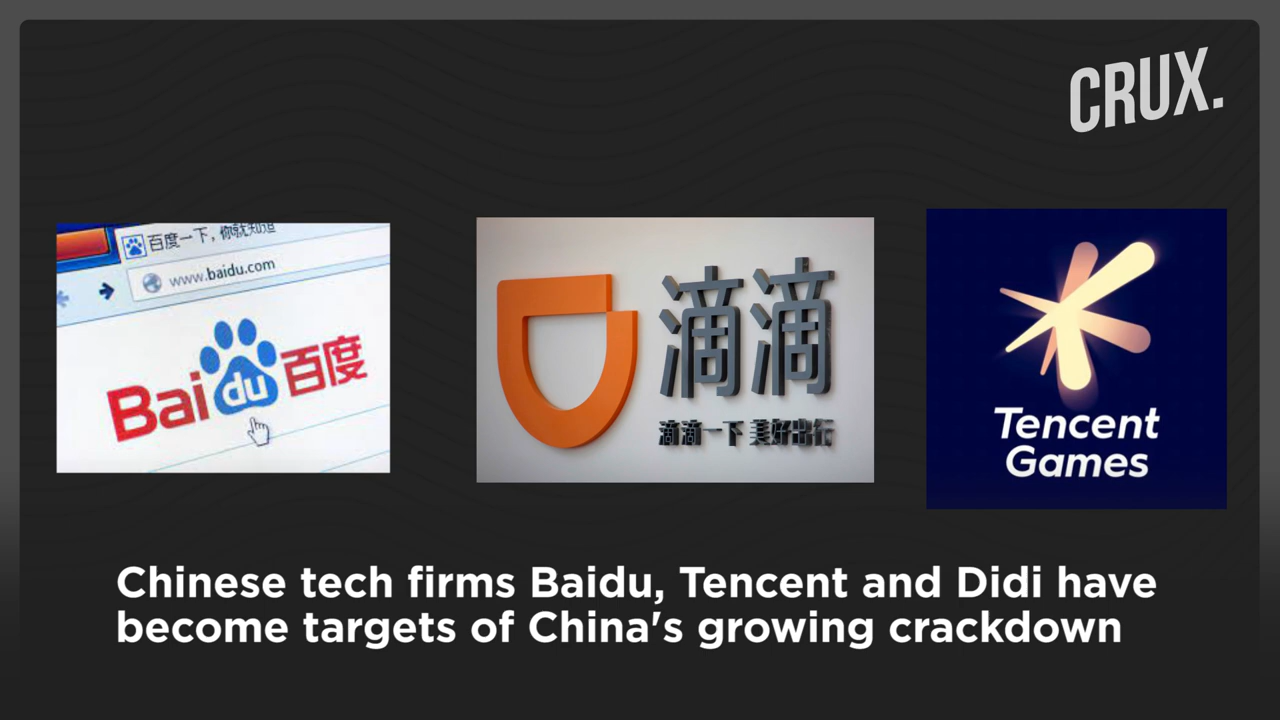 CRUX.
百度一下，你就知道
www.baidu.com
Bai du 百度
滴滴
滴滴一下 美好出行
Tencent
Games
Chinese tech firms Baidu, Tencent and Didi have
become targets of China's growing crackdown